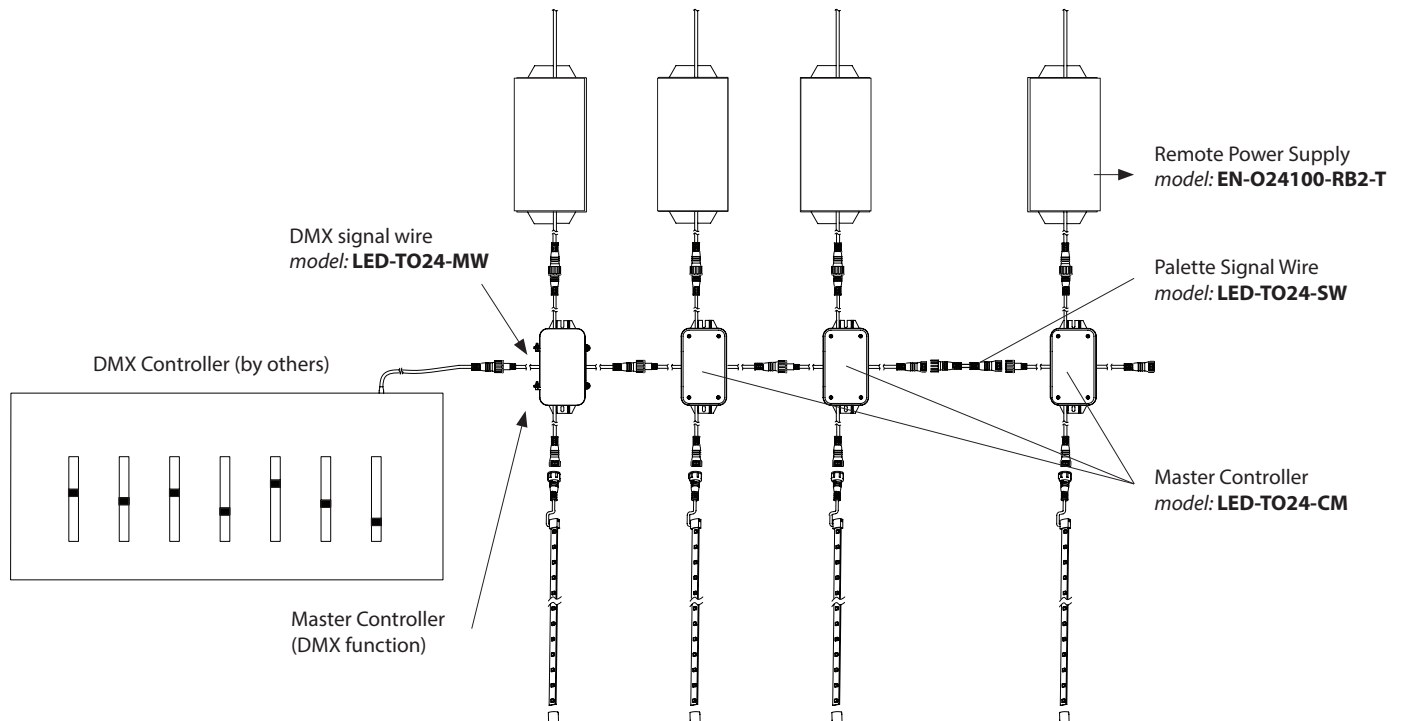 Remote Power Supply
model: EN-O24100-RB2-T
DMX signal wire
model: LED-TO24-MW
Palette Signal Wire
model: LED-TO24-SW
DMX Controller (by others)
Master Controller
model: LED-TO24-CM
Master Controller
(DMX function)